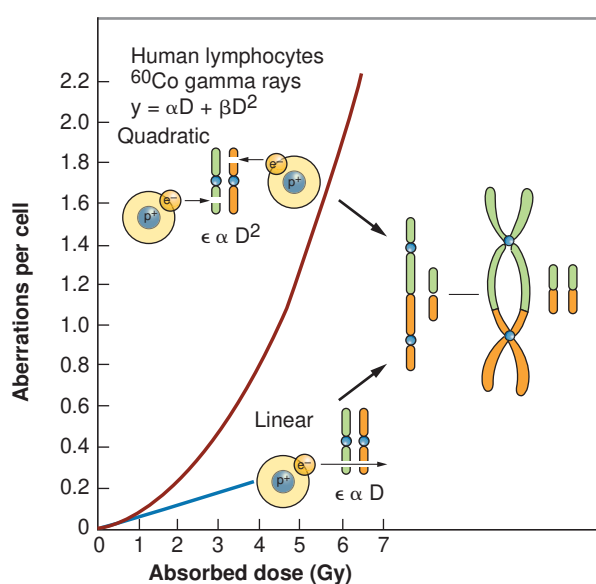 Human lymphocytes
⁶⁰Co gamma rays
y = αD + βD²
Quadratic
e⁻
p⁺
e⁻
p⁺
ϵ α D²
Linear
e⁻
p⁺
ϵ α D
Aberrations per cell
2.2
2.0
1.8
1.6
1.4
1.2
1.0
0.8
0.6
0.4
0.2
0
0 1 2 3 4 5 6 7
Absorbed dose (Gy)